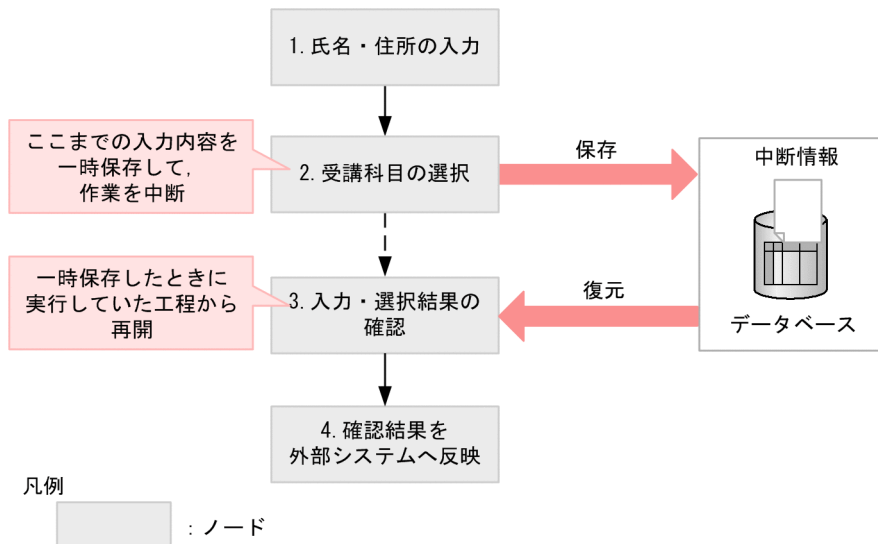 1. 氏名・住所の入力
ここまでの入力内容を
一時保存して,
作業を中断
2. 受講科目の選択
保存
中断情報
データベース
一時保存したときに
実行していた工程から
再開
3. 入力・選択結果の
確認
復元
4. 確認結果を
外部システムへ反映
凡例
: ノード